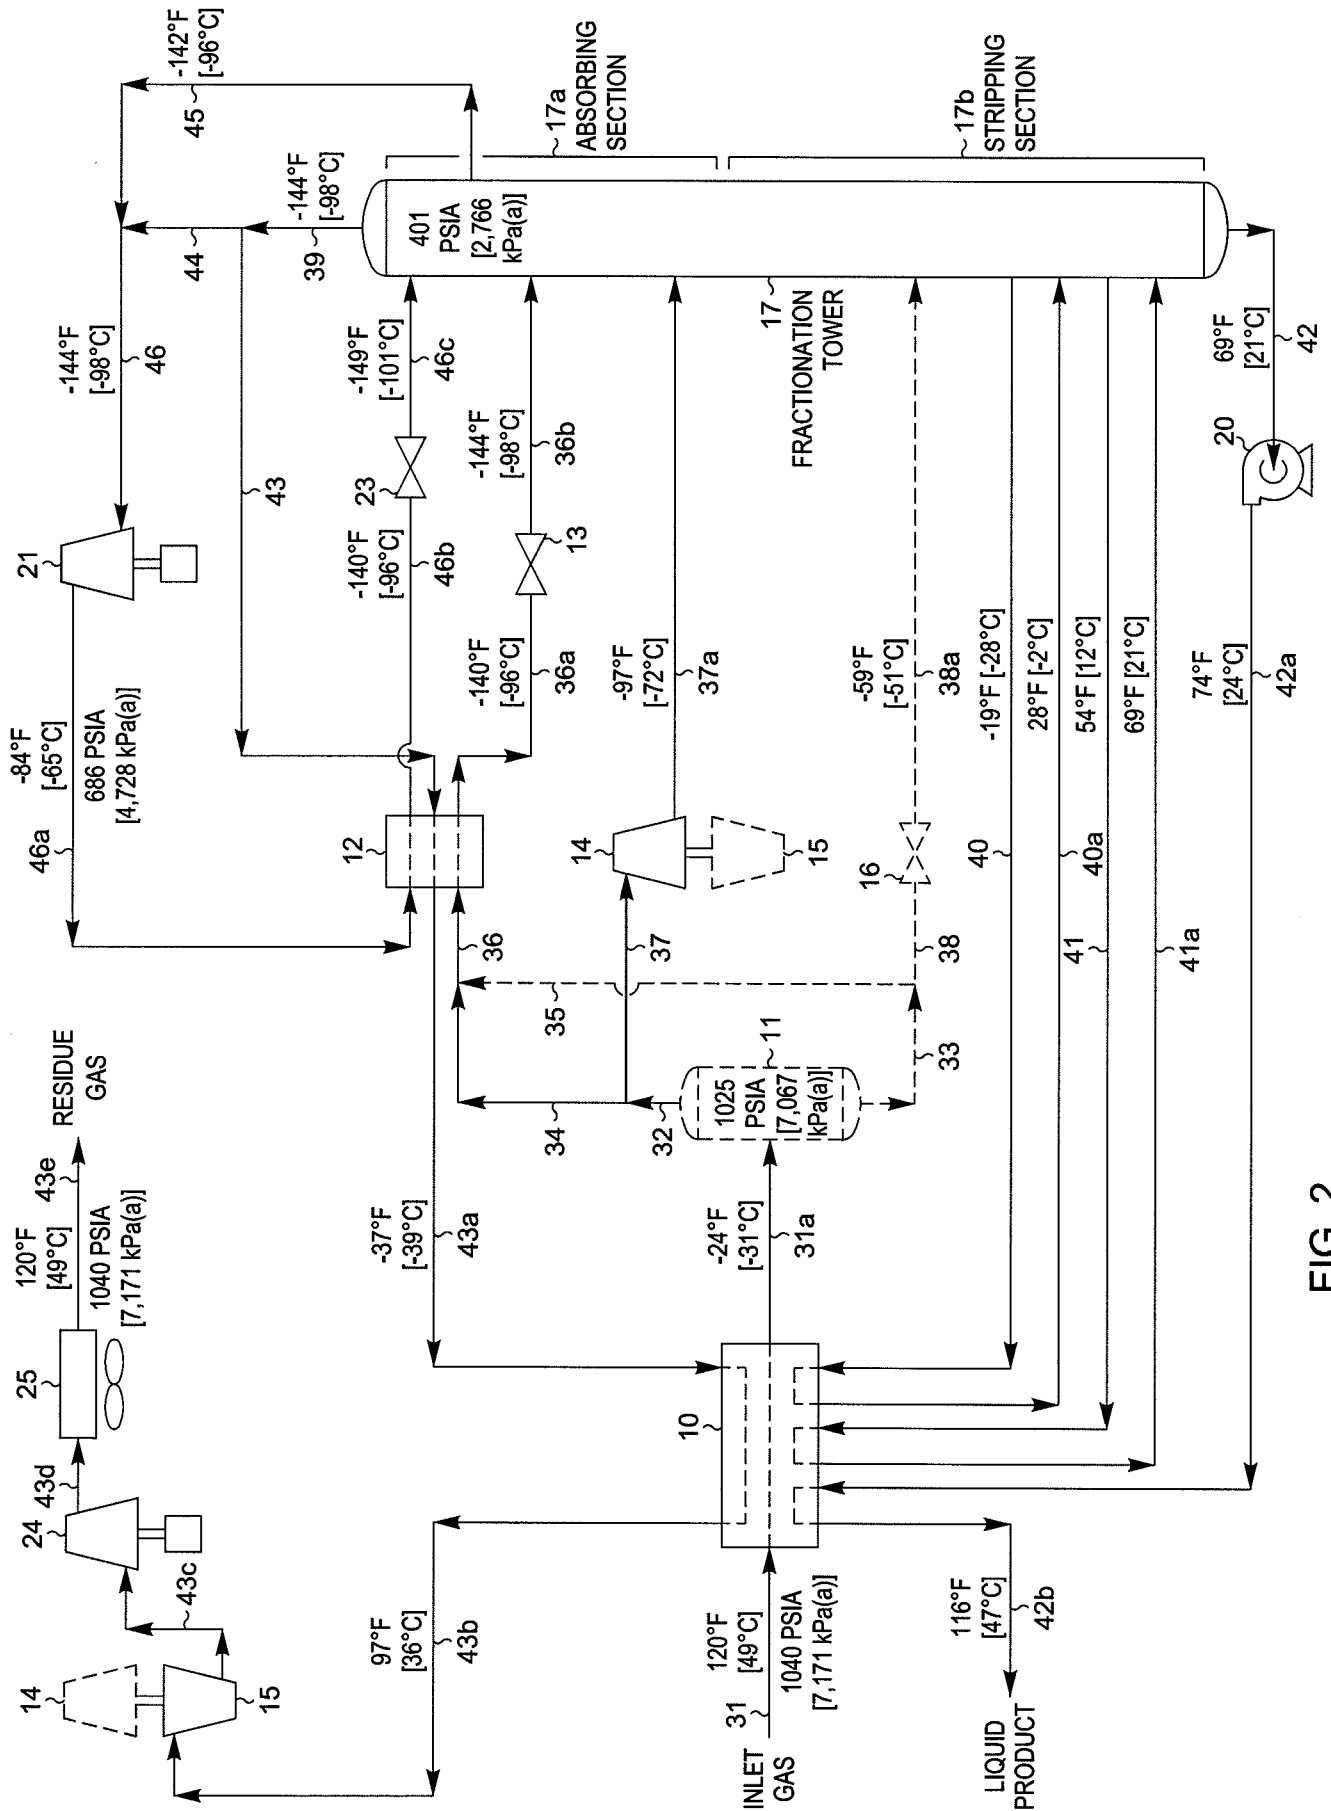 RESIDUE
GAS
43e
120°F
[49°C]
1040 PSIA
[7,171 kPa(a)]
25
43d
24
43c
14
15
97°F
[36°C]
43b
-84°F
[-65°C]
686 PSIA
[4,728 kPa(a)]
46a
21
-144°F
[-98°C]
46
-142°F
[-96°C]
45
44
-144°F
[-98°C]
39
43
12
-140°F
[-96°C]
46b
23
-149°F
[-101°C]
46c
-140°F
[-96°C]
36a
13
-144°F
[-98°C]
36b
401
PSIA
[2,766
kPa(a)]
17a
ABSORBING
SECTION
17b
STRIPPING
SECTION
17
FRACTIONATION
TOWER
-37°F
[-39°C]
43a
36
34
35
37
32
14
15
-97°F
[-72°C]
37a
1025
PSIA
[7,067
kPa(a)]
11
33
38
16
-59°F
[-51°C]
38a
-24°F
[-31°C]
31a
10
INLET
GAS
31
120°F
[49°C]
1040 PSIA
[7,171 kPa(a)]
40
-19°F [-28°C]
40a
28°F [-2°C]
41
54°F [12°C]
41a
69°F [21°C]
69°F
[21°C]
42
20
74°F
[24°C]
42a
116°F
[47°C]
42b
LIQUID
PRODUCT
FIG. 2